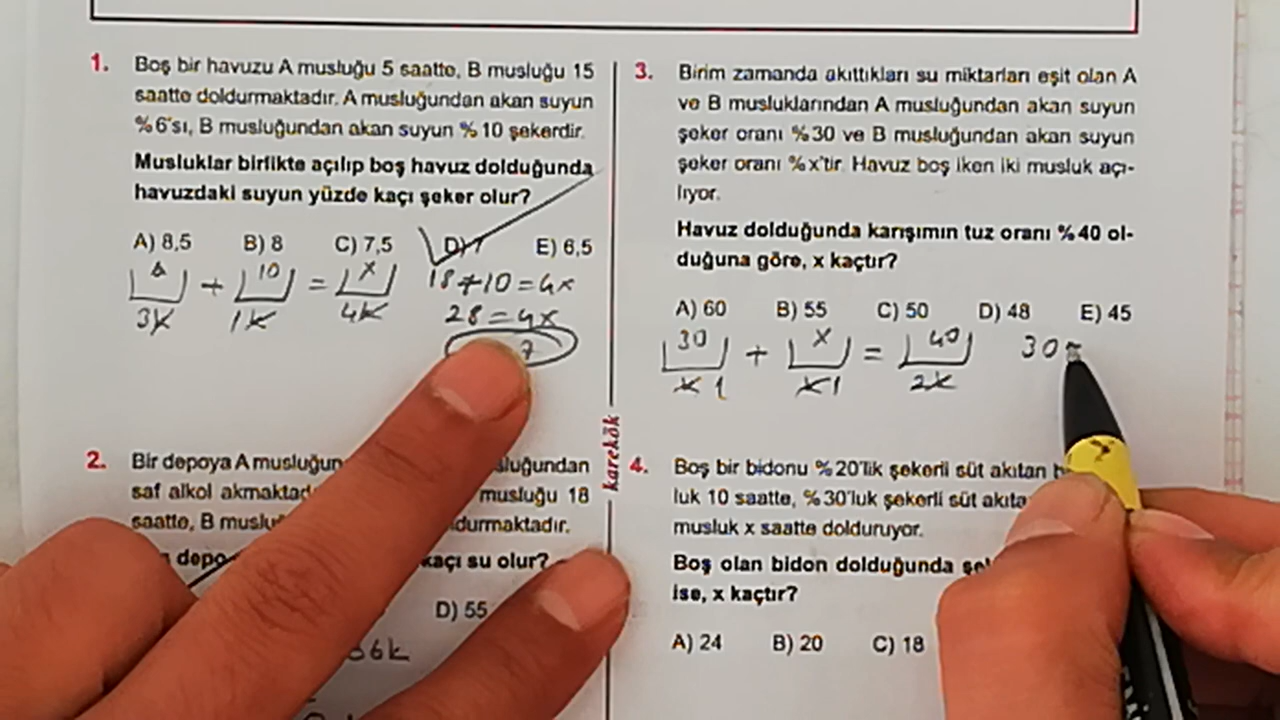 1. Boş bir havuzu A musluğu 5 saatte, B musluğu 15
saatte doldurmaktadır. A musluğundan akan suyun
%6'sı, B musluğundan akan suyun %10 şekerdir.
Musluklar birlikte açılıp boş havuz dolduğunda
havuzdaki suyun yüzde kaçı şeker olur?
A) 8,5 B) 8 C) 7,5 D) 7 E) 6,5
10 x 18+10=4x
+ =
3k 1k 4k 28=4x
7
2. Bir depoya A musluğun
sluğundan
saf alkol akmaktad
musluğu 18
saatte, B muslu
ldurmaktadır.
depo
kaçı su olur?
D) 55
36k
karekök
3. Birim zamanda akıttıkları su miktarları eşit olan A
ve B musluklarından A musluğundan akan suyun
şeker oranı %30 ve B musluğundan akan suyun
şeker oranı %x'tir. Havuz boş iken iki musluk açı-
lıyor.
Havuz dolduğunda karışımın tuz oranı %40 ol-
duğuna göre, x kaçtır?
A) 60 B) 55 C) 50 D) 48 E) 45
30 + x = 40 30
k 1 k 1 2k
4. Boş bir bidonu %20'lik şekerli süt akıtan
luk 10 saatte, %30'luk şekerli süt akıta
musluk x saatte dolduruyor.
Boş olan bidon dolduğunda
ise, x kaçtır?
A) 24 B) 20 C) 18